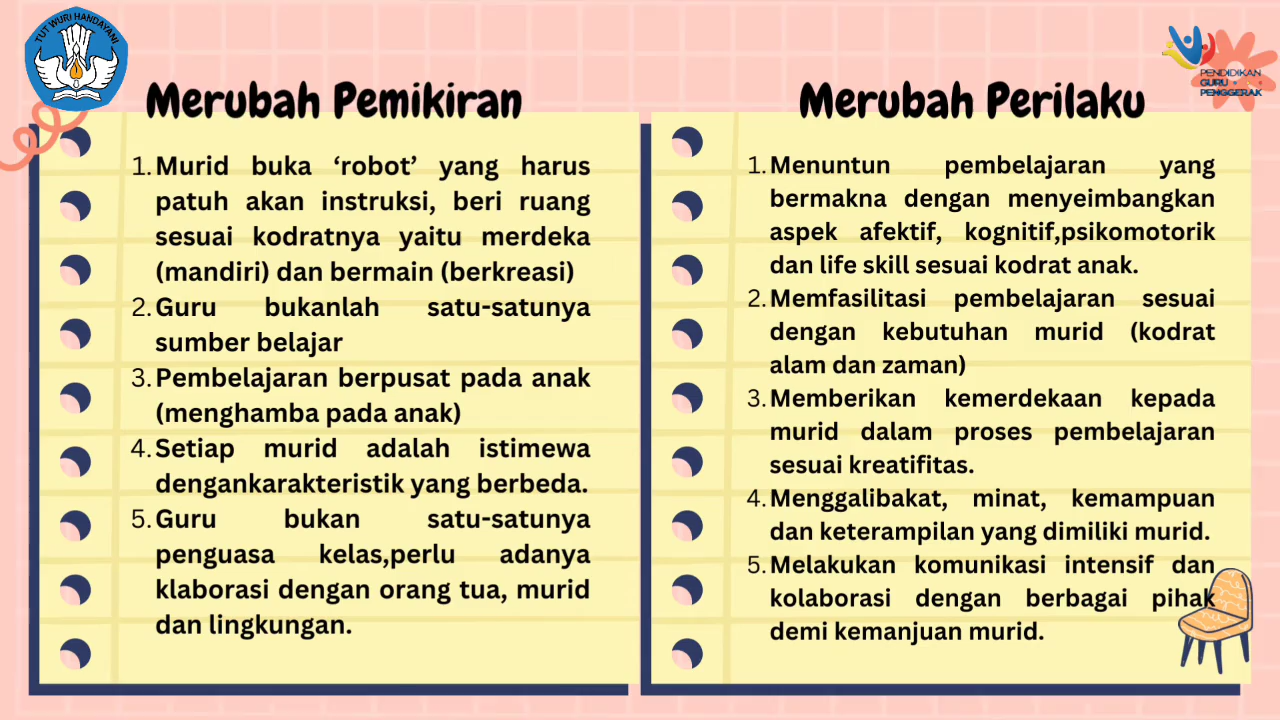 TUT WURI HANDAYANI
PENDIDIKAN
GURU
PENGGERAK
Merubah Pemikiran
1. Murid buka ‘robot’ yang harus
patuh akan instruksi, beri ruang
sesuai kodratnya yaitu merdeka
(mandiri) dan bermain (berkreasi)
2. Guru bukanlah satu-satunya
sumber belajar
3. Pembelajaran berpusat pada anak
(menghamba pada anak)
4. Setiap murid adalah istimewa
dengankarakteristik yang berbeda.
5. Guru bukan satu-satunya
penguasa kelas,perlu adanya
klaborasi dengan orang tua, murid
dan lingkungan.
Merubah Perilaku
1. Menuntun pembelajaran yang
bermakna dengan menyeimbangkan
aspek afektif, kognitif,psikomotorik
dan life skill sesuai kodrat anak.
2. Memfasilitasi pembelajaran sesuai
dengan kebutuhan murid (kodrat
alam dan zaman)
3. Memberikan kemerdekaan kepada
murid dalam proses pembelajaran
sesuai kreatifitas.
4. Menggalibakat, minat, kemampuan
dan keterampilan yang dimiliki murid.
5. Melakukan komunikasi intensif dan
kolaborasi dengan berbagai pihak
demi kemanjuan murid.